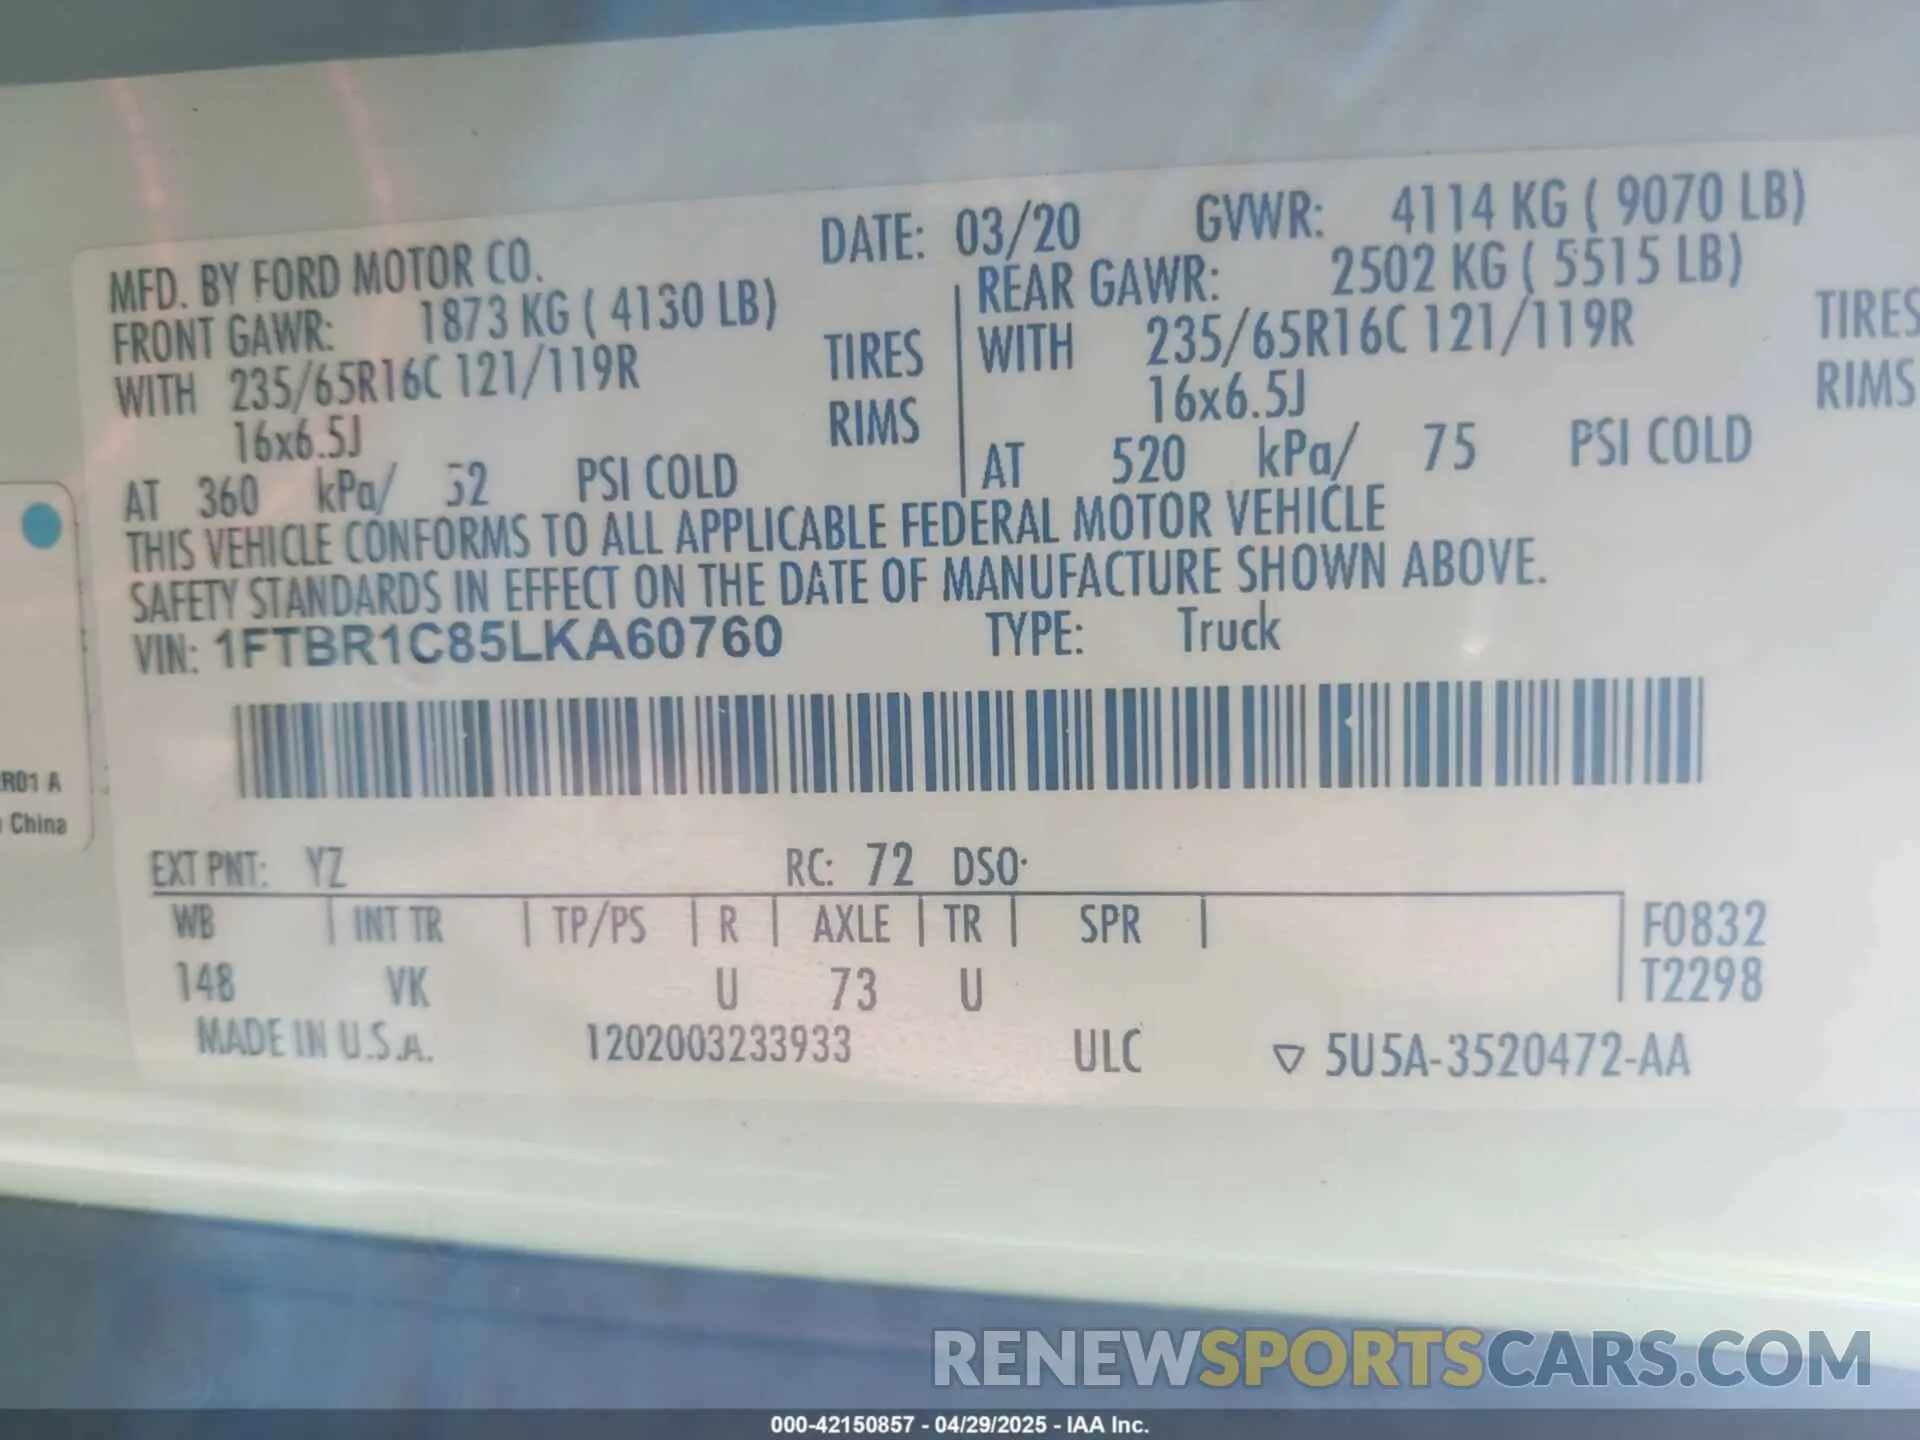 MFD. BY FORD MOTOR CO. DATE: 03/20 GVWR: 4114 KG ( 9070 LB)
FRONT GAWR: 1873 KG ( 4130 LB) REAR GAWR: 2502 KG ( 5515 LB)
WITH 235/65R16C 121/119R TIRES WITH 235/65R16C 121/119R TIRES
16x6.5J RIMS 16x6.5J RIMS
AT 360 kPa/ 52 PSI COLD AT 520 kPa/ 75 PSI COLD
THIS VEHICLE CONFORMS TO ALL APPLICABLE FEDERAL MOTOR VEHICLE
SAFETY STANDARDS IN EFFECT ON THE DATE OF MANUFACTURE SHOWN ABOVE.
VIN: 1FTBR1C85LKA60760 TYPE: Truck
R01 A
China
EXT PNT: YZ RC: 72 DSO:
WB | INT TR | TP/PS | R | AXLE | TR | SPR | F0832
148 VK U 73 U T2298
MADE IN U.S.A. 1202003233933 ULC ▽ 5U5A-3520472-AA
RENEWSPORTSCARS.COM
000-42150857 - 04/29/2025 - IAA Inc.